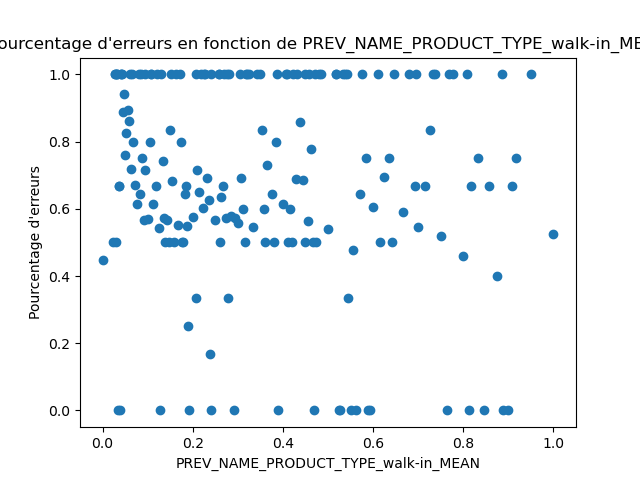 ourcentage d'erreurs en fonction de PREV_NAME_PRODUCT_TYPE_walk-in_ME
1.0
0.8
0.6
0.4
0.2
0.0
Pourcentage d'erreurs
0.0 0.2 0.4 0.6 0.8 1.0
PREV_NAME_PRODUCT_TYPE_walk-in_MEAN